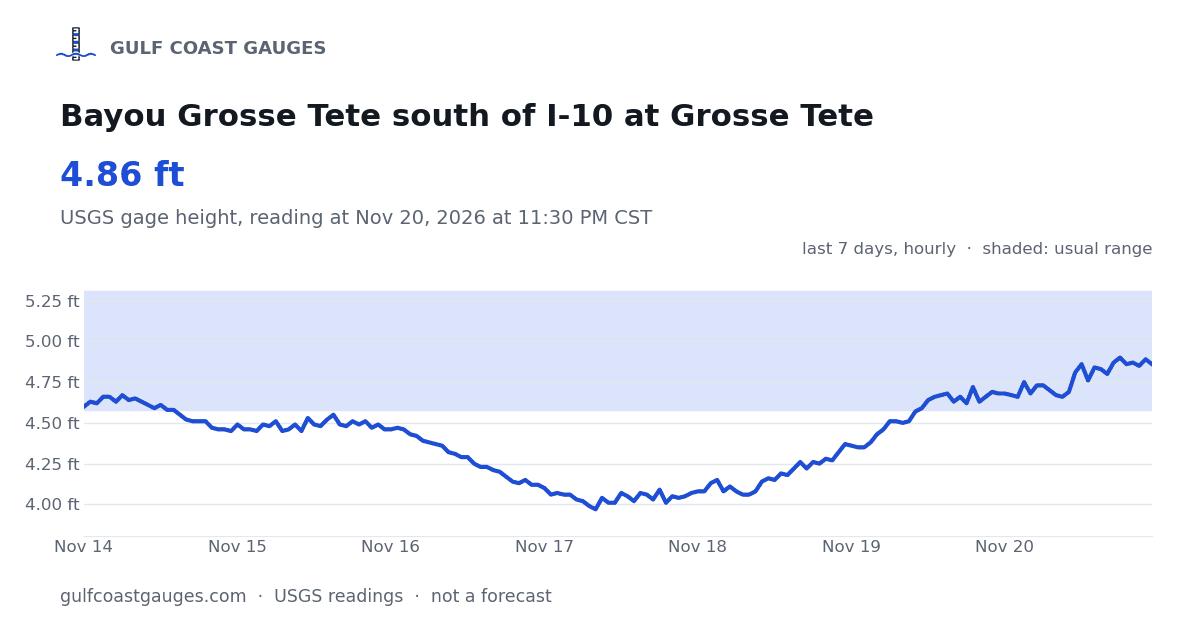 GULF COAST GAUGES
Bayou Grosse Tete south of I-10 at Grosse Tete
4.86 ft
USGS gage height, reading at Nov 20, 2026 at 11:30 PM CST
last 7 days, hourly · shaded: usual range
5.25 ft
5.00 ft
4.75 ft
4.50 ft
4.25 ft
4.00 ft
Nov 14 Nov 15 Nov 16 Nov 17 Nov 18 Nov 19 Nov 20
gulfcoastgauges.com · USGS readings · not a forecast